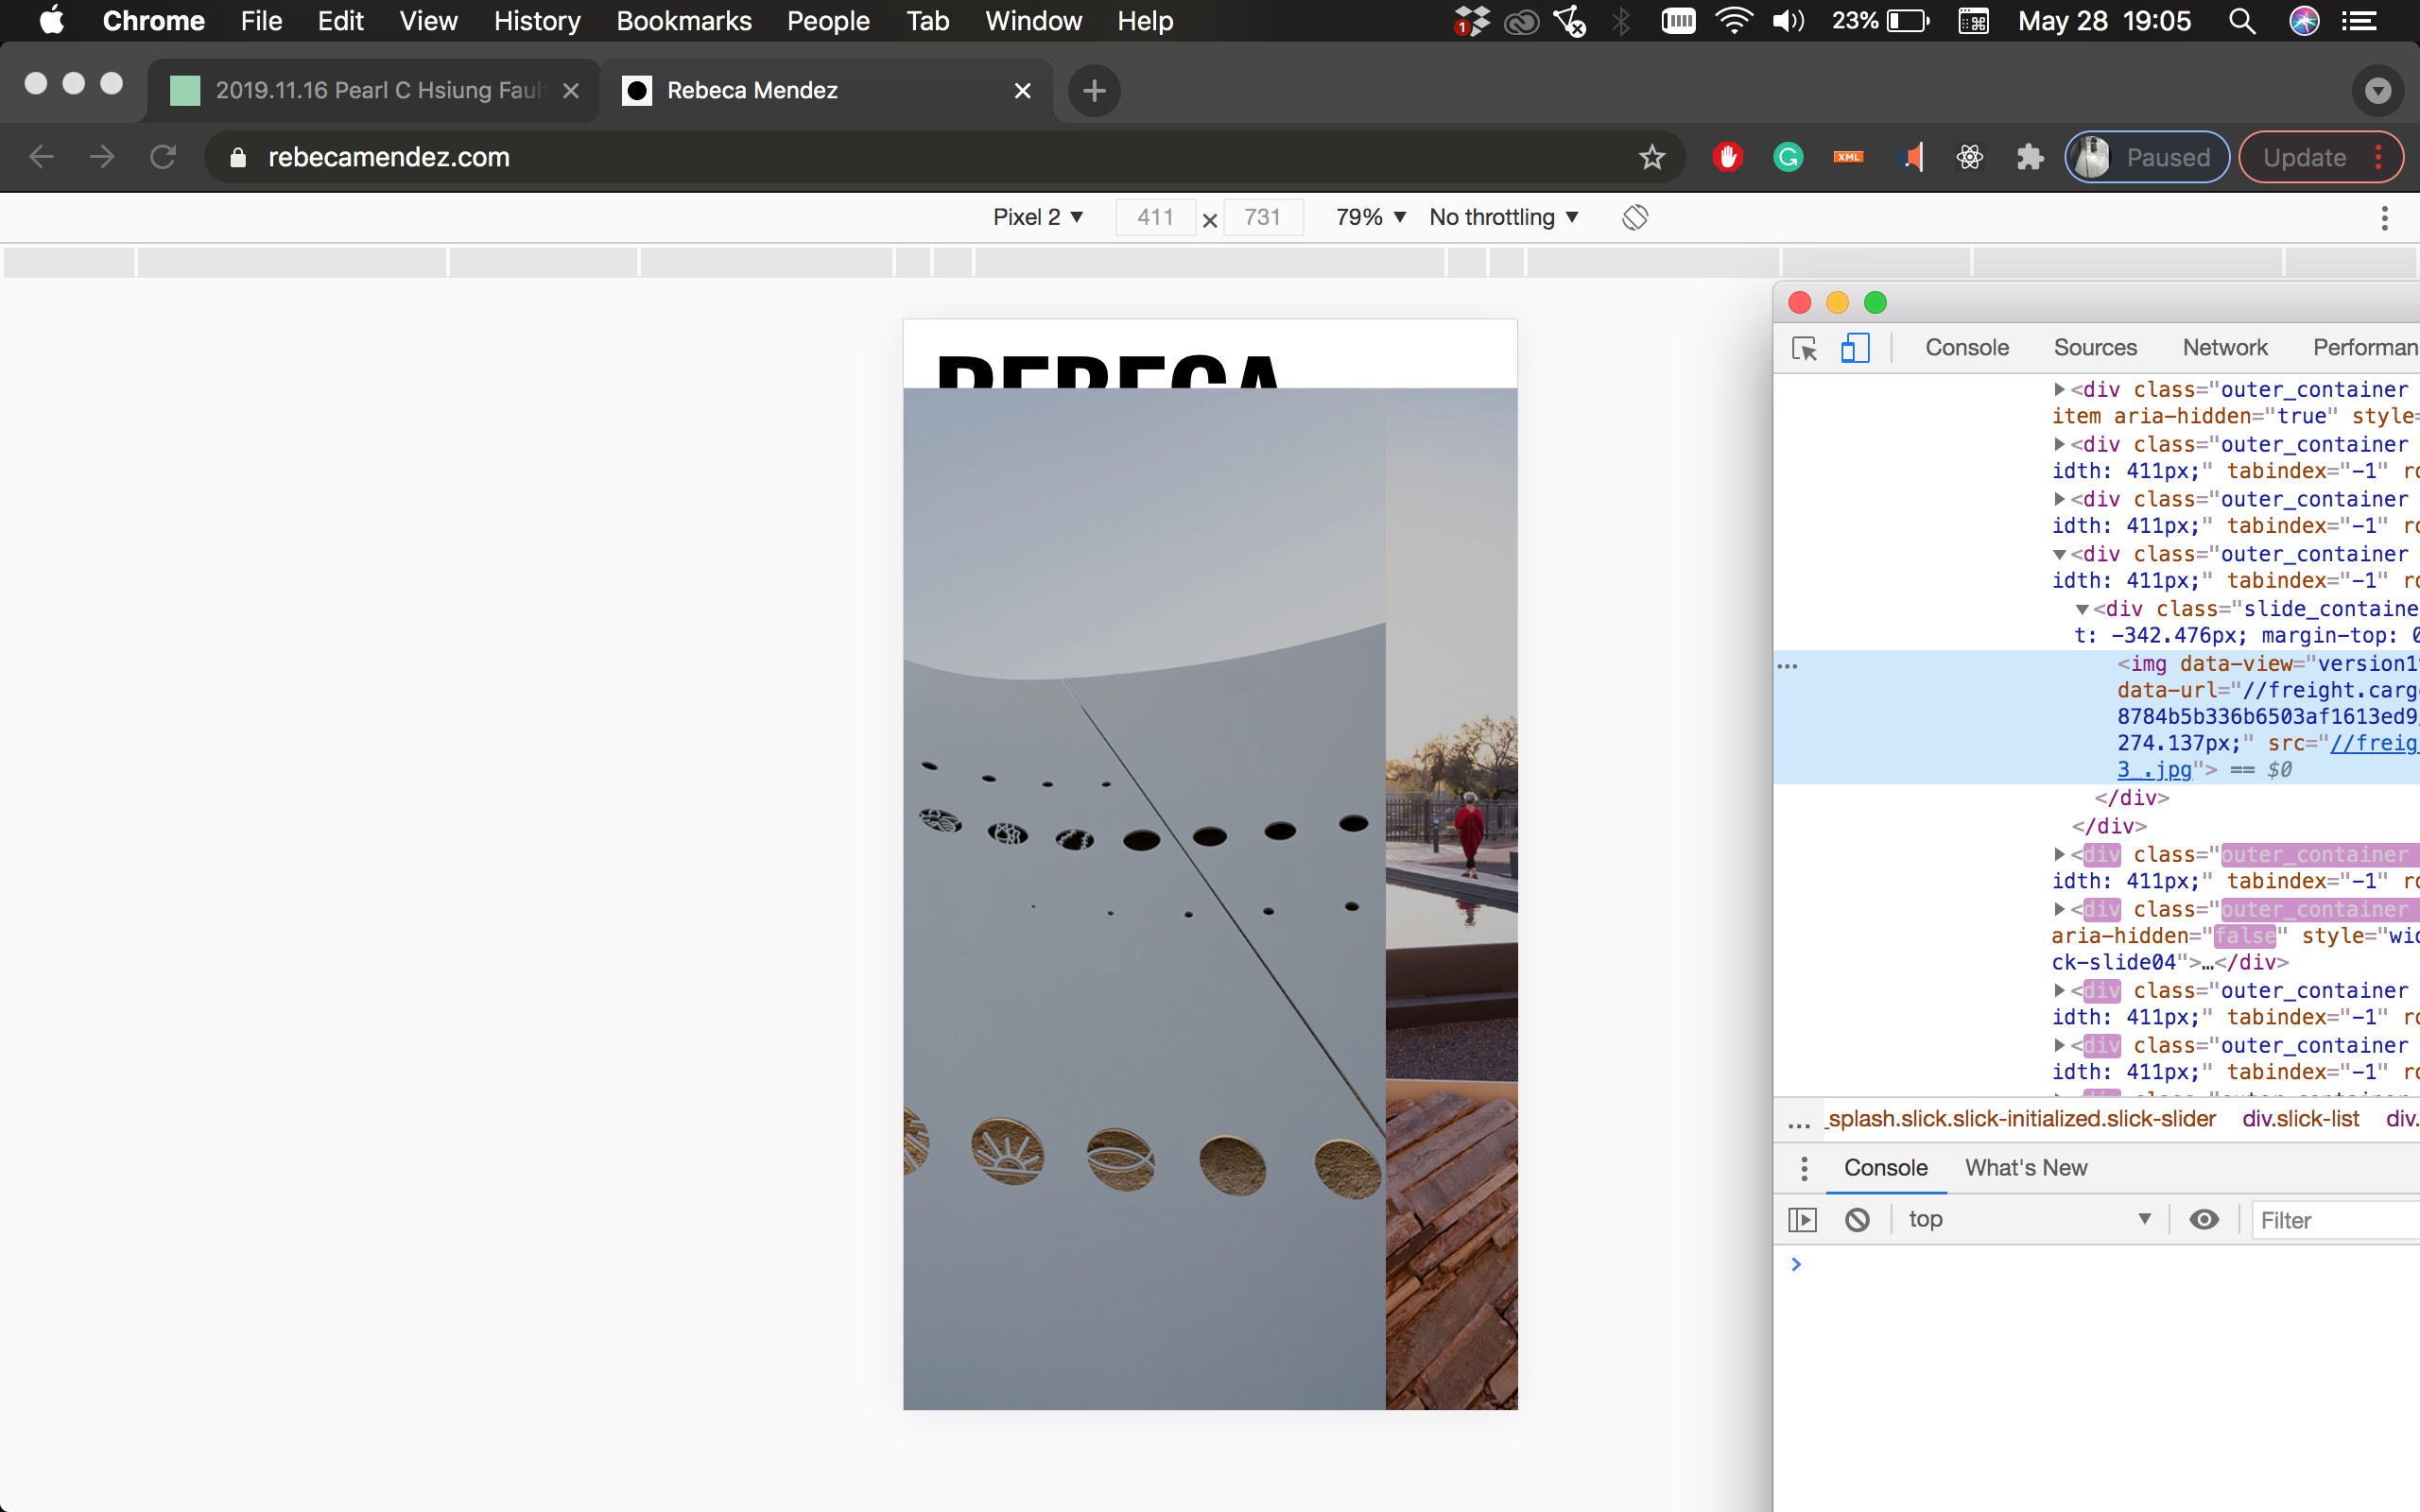 Chrome File Edit View History Bookmarks People Tab Window Help 1 23% May 28 19:05
2019.11.16 Pearl C Hsiung Faul Rebeca Mendez
rebecamendez.com XML Paused Update
Pixel 2 411 × 731 79% No throttling
REBECA
Console Sources Network Performan
<div class="outer_container
item aria-hidden="true" style=
<div class="outer_container
idth: 411px;" tabindex="-1" ro
<div class="outer_container
idth: 411px;" tabindex="-1" ro
<div class="outer_container
idth: 411px;" tabindex="-1" ro
<div class="slide_containe
t: -342.476px; margin-top: 0
... <img data-view="version1
data-url="//freight.carg
8784b5b336b6503af1613ed9
274.137px;" src="//freig
3_.jpg"> == $0
</div>
</div>
<div class="outer_container
idth: 411px;" tabindex="-1" ro
<div class="outer_container
aria-hidden="false" style="wid
ck-slide04">…</div>
<div class="outer_container
idth: 411px;" tabindex="-1" ro
<div class="outer_container
idth: 411px;" tabindex="-1" ro
... _splash.slick.slick-initialized.slick-slider div.slick-list div.
Console What's New
top Filter
>